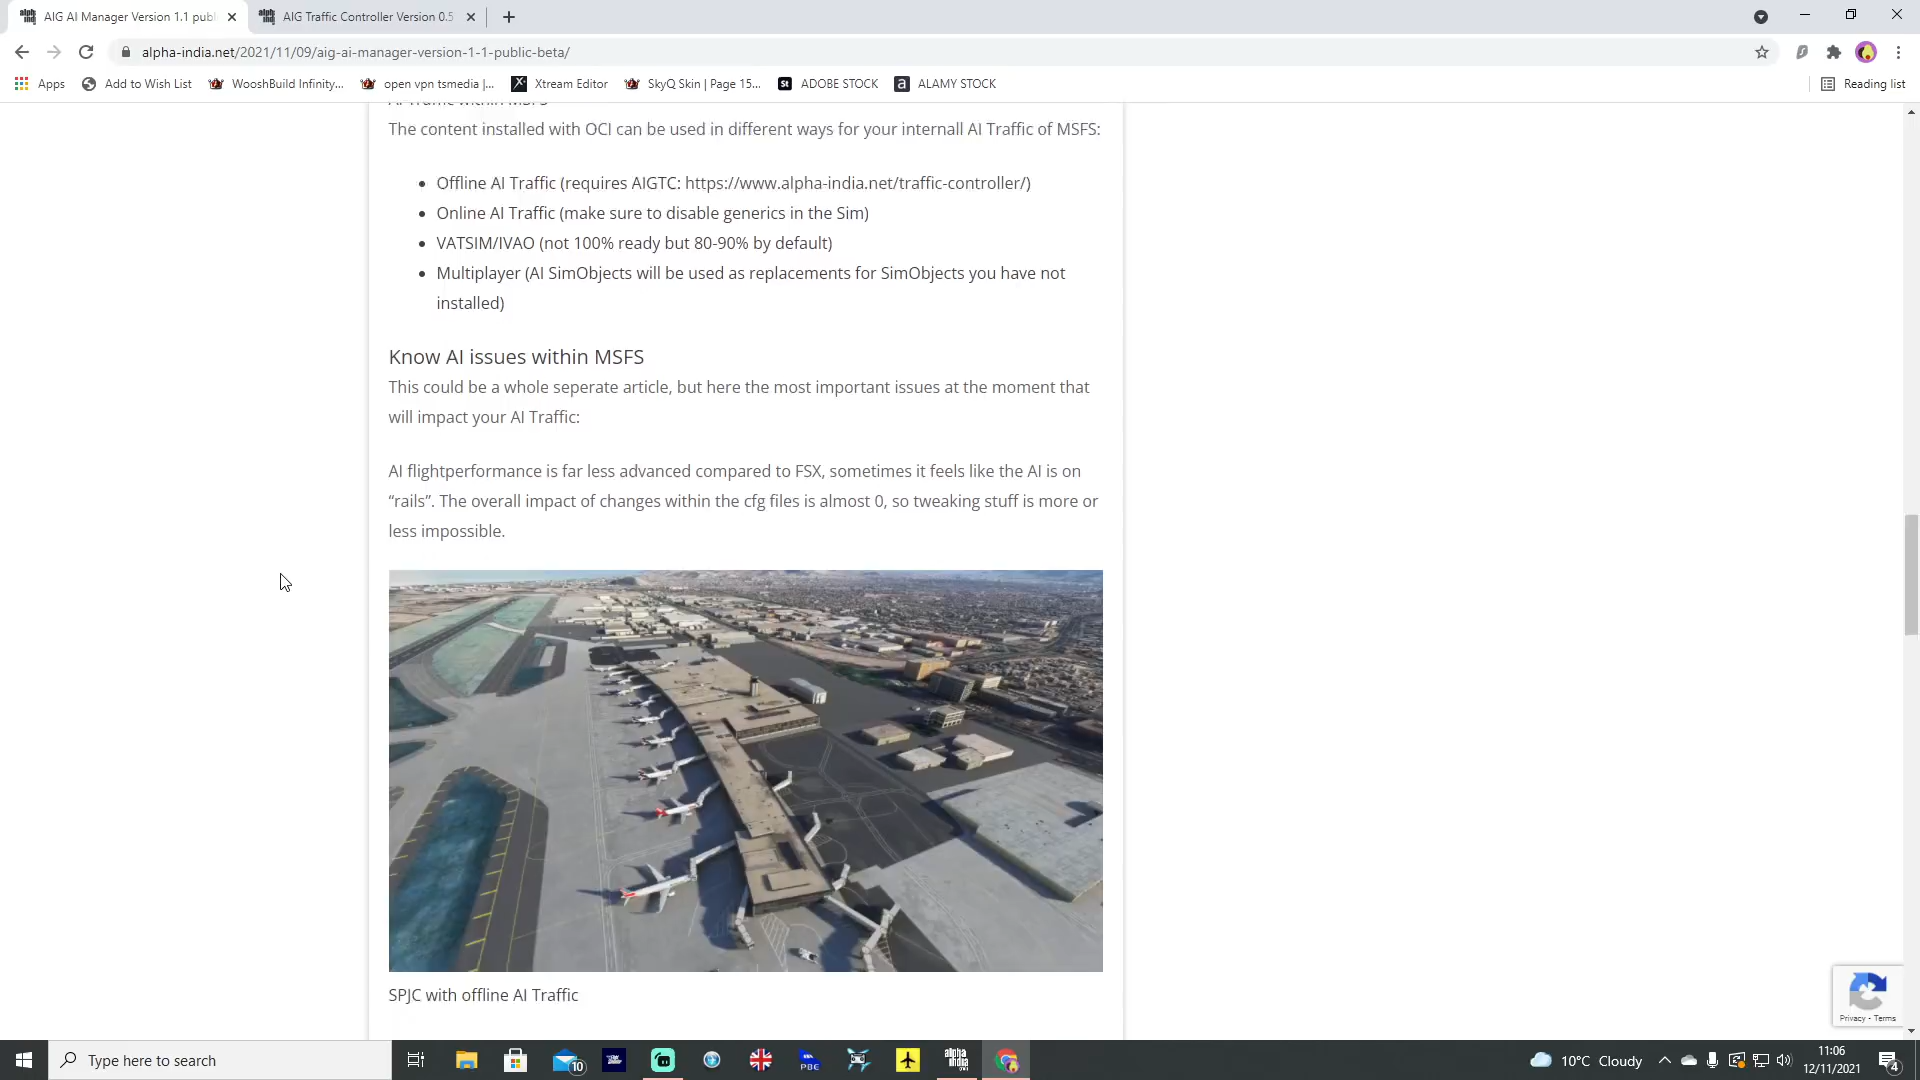 AIG AI Manager Version 1.1 publ
AIG Traffic Controller Version 0.5
alpha-india.net/2021/11/09/aig-ai-manager-version-1-1-public-beta/
Apps
Add to Wish List
WooshBuild Infinity...
open vpn tsmedia |...
Xtream Editor
SkyQ Skin | Page 15...
St
ADOBE STOCK
a
ALAMY STOCK
Reading list
AI Traffic within MSFS
The content installed with OCI can be used in different ways for your internall AI Traffic of MSFS:
• Offline AI Traffic (requires AIGTC: https://www.alpha-india.net/traffic-controller/)
• Online AI Traffic (make sure to disable generics in the Sim)
• VATSIM/IVAO (not 100% ready but 80-90% by default)
• Multiplayer (AI SimObjects will be used as replacements for SimObjects you have not
installed)
Know AI issues within MSFS
This could be a whole seperate article, but here the most important issues at the moment that
will impact your AI Traffic:
AI flightperformance is far less advanced compared to FSX, sometimes it feels like the AI is on
“rails”. The overall impact of changes within the cfg files is almost 0, so tweaking stuff is more or
less impossible.
SPJC with offline AI Traffic
Privacy - Terms
Type here to search
10
PBE
alpha
india
10°C Cloudy
11:06
12/11/2021
4